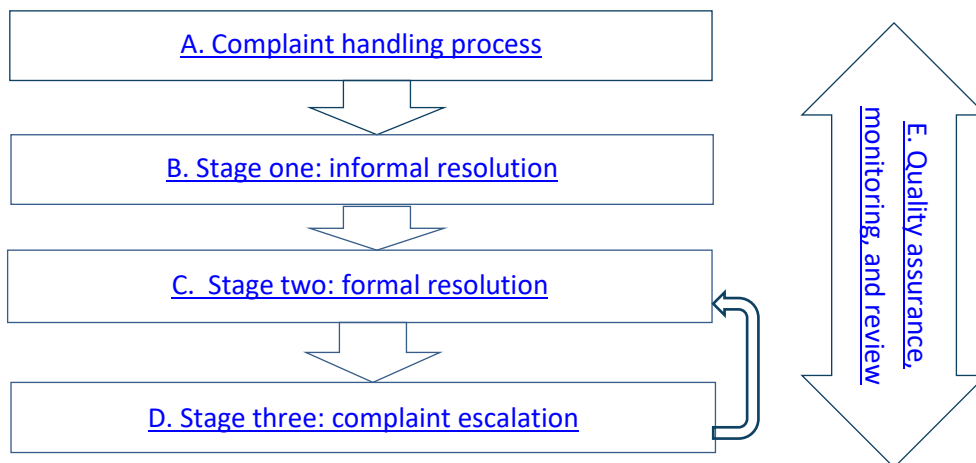 A. Complaint handling process
B. Stage one: informal resolution
C. Stage two: formal resolution
D. Stage three: complaint escalation
E. Quality assurance,
monitoring, and review